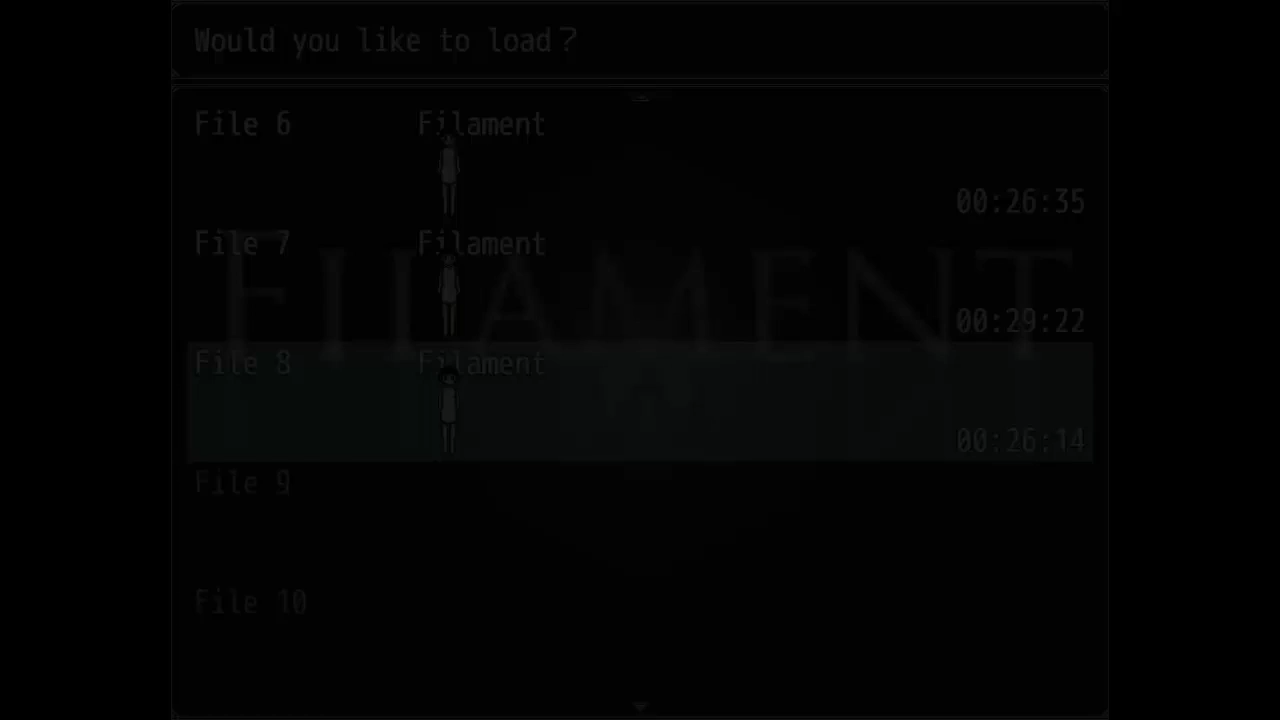 Would you like to load?
File 6 Filament
00:26:35
File 7 Filament
FILAMENT
00:29:22
File 8 Filament
00:26:14
File 9
File 10